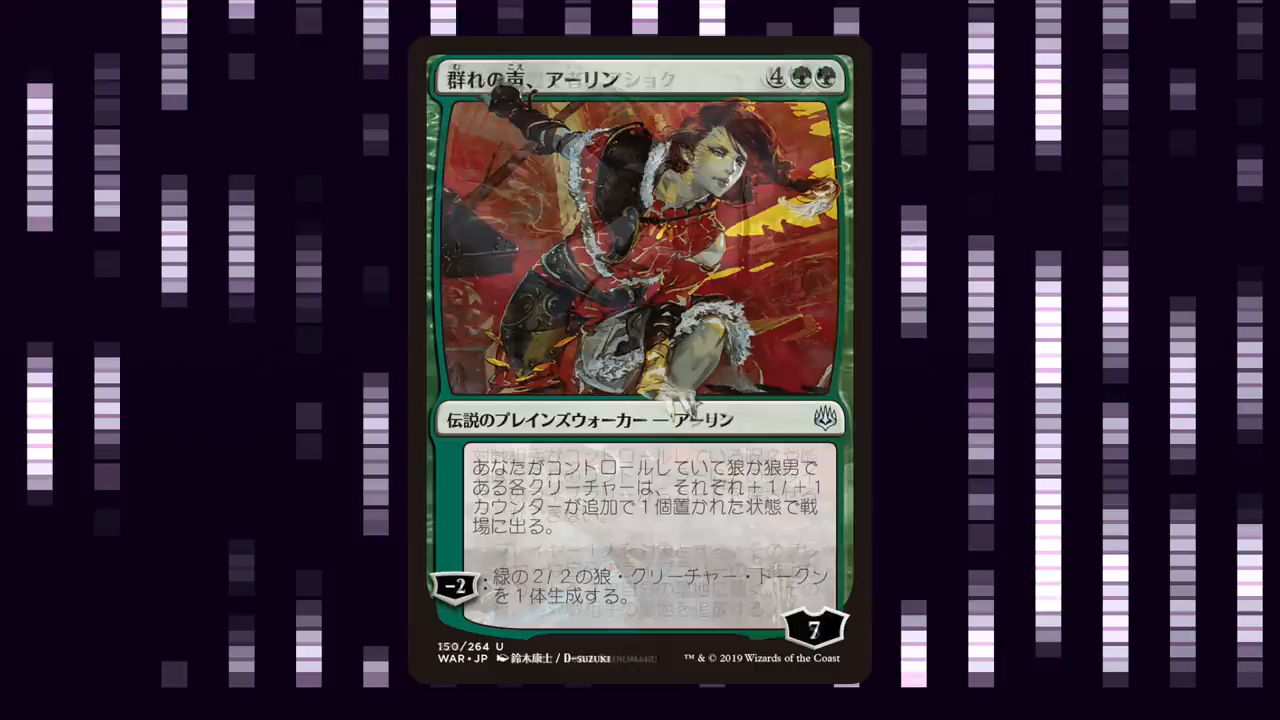 群れの声、アーリン
4
伝説のプレインズウォーカー ― アーリン
あなたがコントロールしていて狼か狼男で
ある各クリーチャーは、それぞれ＋１/＋１
カウンターが追加で１個置かれた状態で戦
場に出る。
-2
:緑の２/２の狼・クリーチャー・トークン
を１体生成する。
7
150/264 U
WAR • JP 鈴木康士 / D-SUZUKI
™ & © 2019 Wizards of the Coast